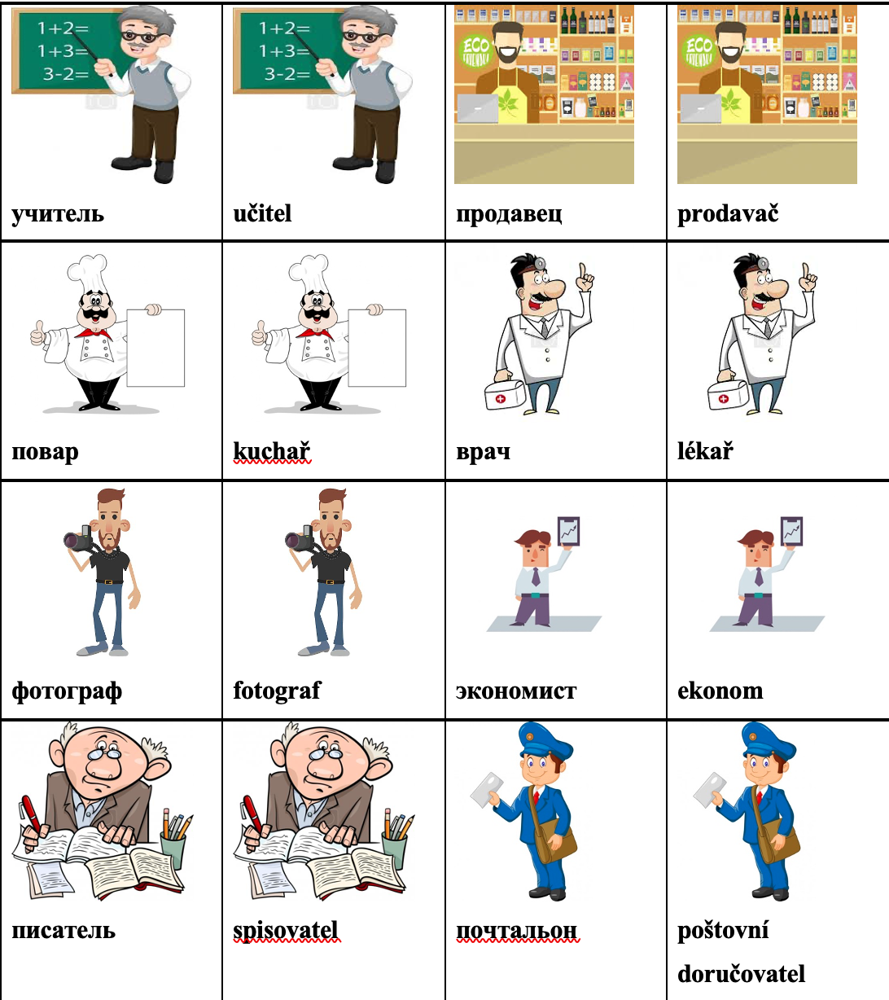 1+2=
1+3=
3-2=
1+2=
1+3=
3-2=
ECO
FRIENDLY
ECO
FRIENDLY
учитель
učitel
продавец
prodavač
повар
kuchař
врач
lékař
фотограф
fotograf
экономист
ekonom
писатель
spisovatel
почтальон
poštovní
doručovatel